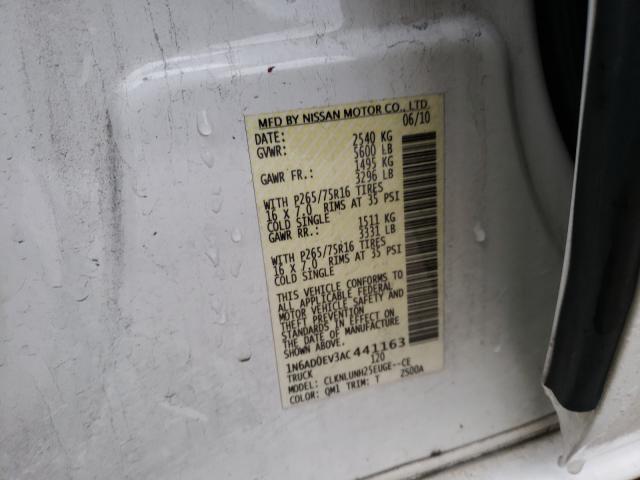 MFD BY NISSAN MOTOR CO., LTD.
DATE: 06/10
GVWR: 2540 KG
5600 LB
GAWR FR.: 1495 KG
3296 LB
WITH P265/75R16 TIRES
16 X 7.0 RIMS AT 35 PSI
COLD SINGLE
GAWR RR.: 1511 KG
3331 LB
WITH P265/75R16 TIRES
16 X 7.0 RIMS AT 35 PSI
COLD SINGLE
THIS VEHICLE CONFORMS TO
ALL APPLICABLE FEDERAL
MOTOR VEHICLE SAFETY AND
THEFT PREVENTION
STANDARDS IN EFFECT ON
THE DATE OF MANUFACTURE
SHOWN ABOVE.
1N6AD0EV3AC441163
TRUCK 120
MODEL: CLKNLUNH25EUGE--CE
COLOR: QM1 TRIM: T 2S00A